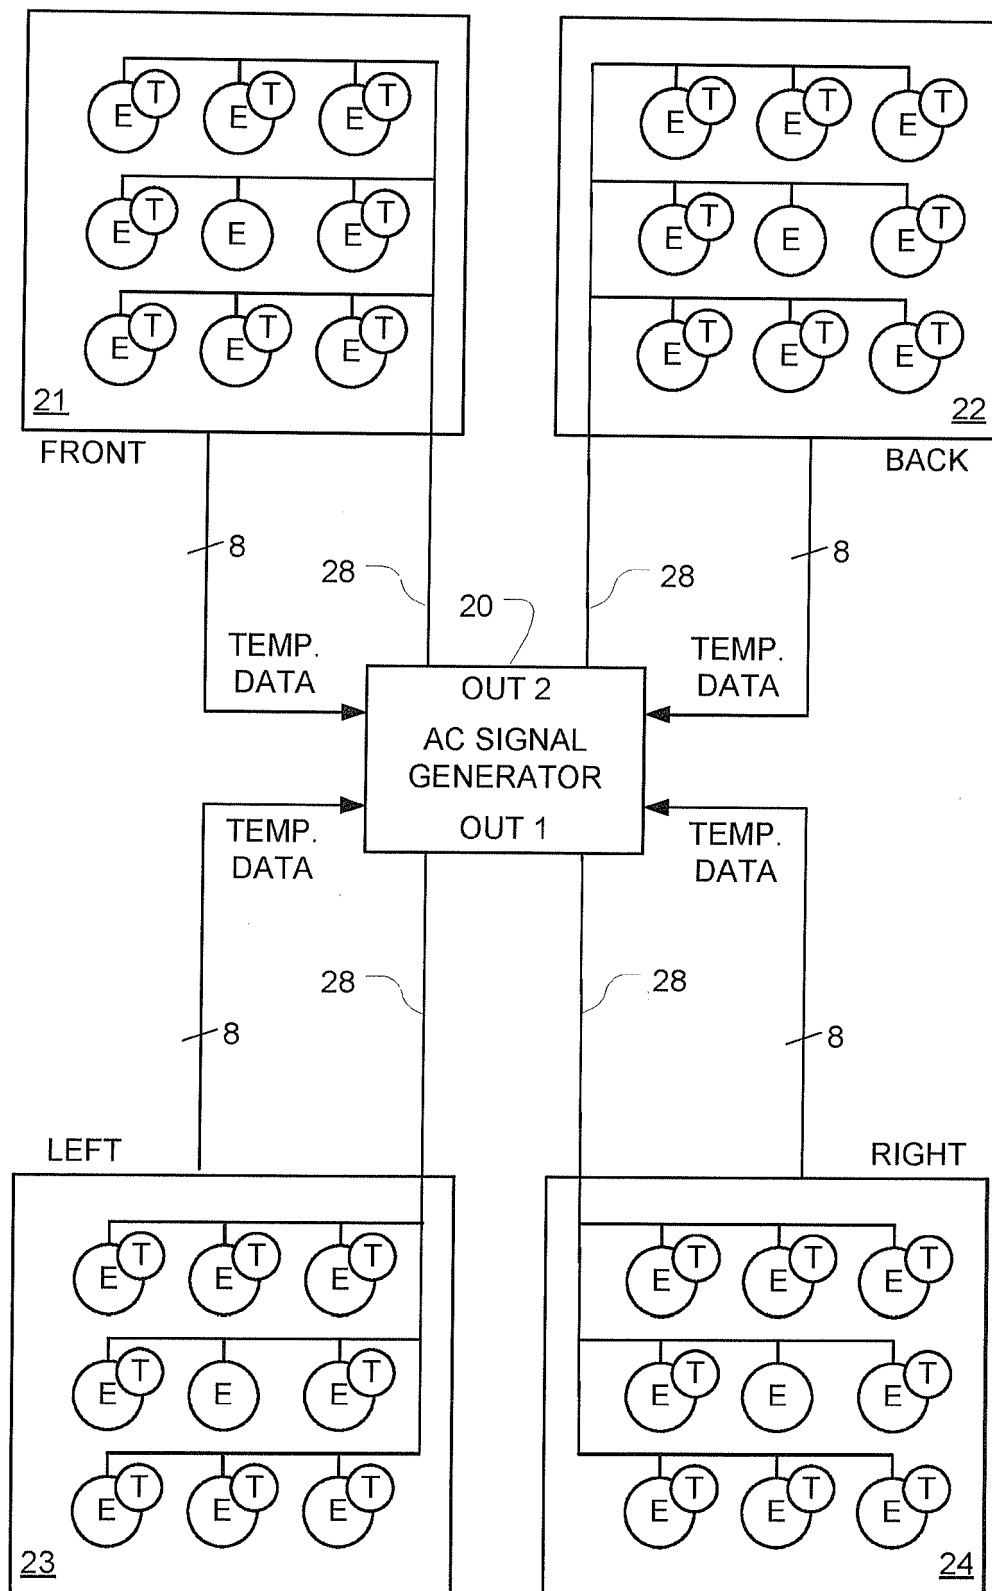 T T T T T T
E E E E E E
T T T T
E E E E E E
T T T T T T
E E E E E E
21 22
FRONT BACK
8 8
28 28
20
TEMP. DATA
TEMP. DATA
OUT 2
AC SIGNAL
GENERATOR
OUT 1
TEMP. DATA
TEMP. DATA
28 28
8 8
LEFT RIGHT
T T T T T T
E E E E E E
T T T T
E E E E E E
T T T T T T
E E E E E E
23 24